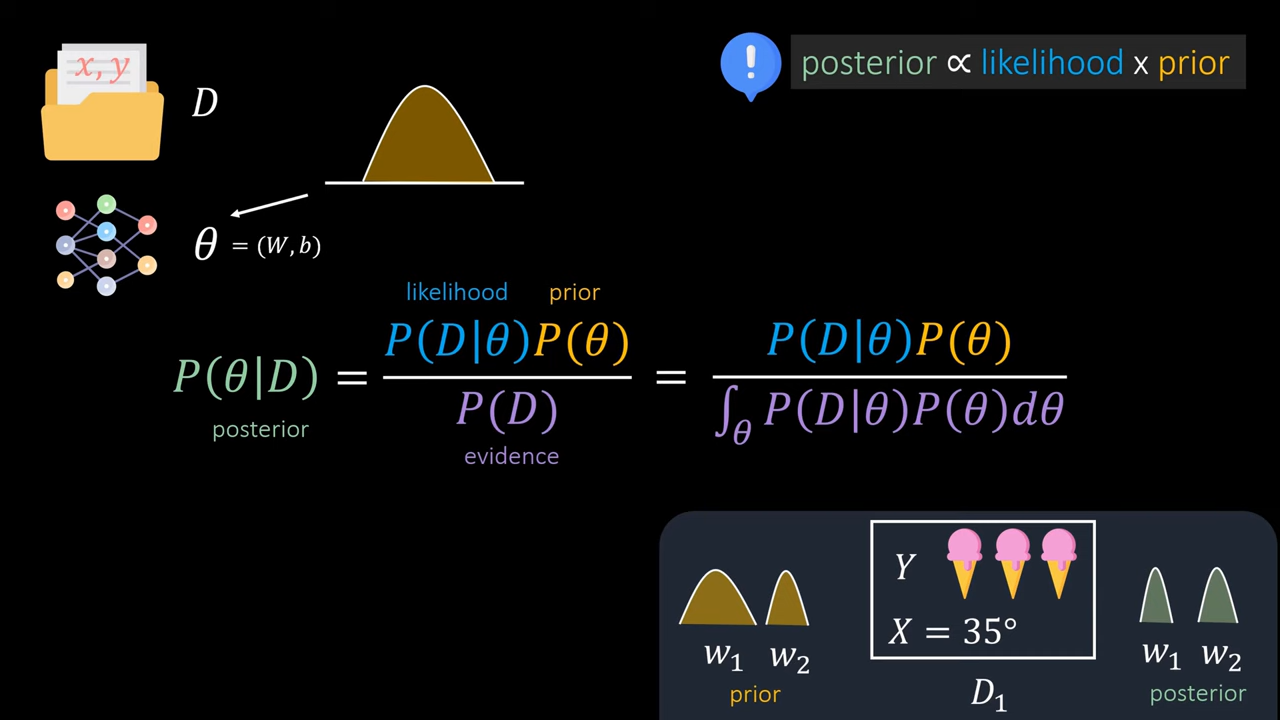 posterior ∝ likelihood x prior
x, y
D
θ = (W, b)
likelihood prior
P(θ|D) = P(D|θ)P(θ) / P(D) = P(D|θ)P(θ) / ∫θ P(D|θ)P(θ)dθ
posterior
evidence
Y
X = 35°
w₁ w₂
w₁ w₂
prior
D₁
posterior